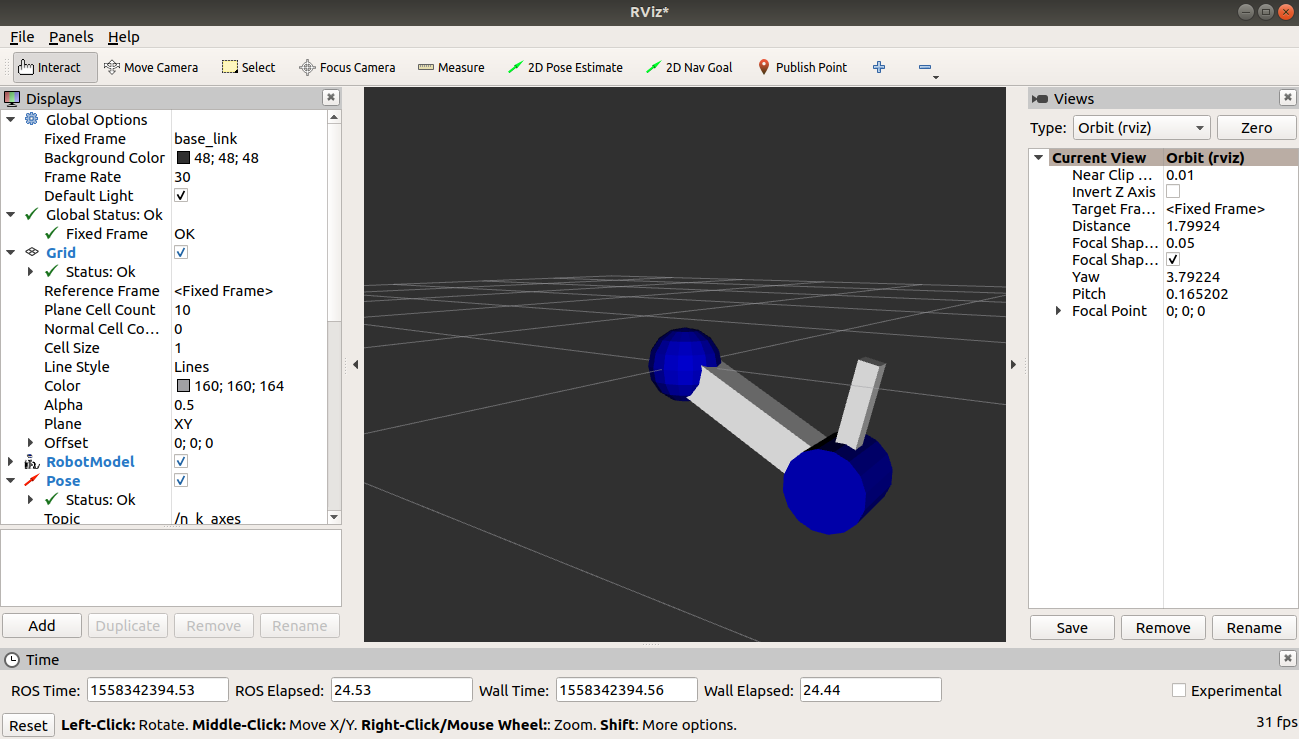 RViz*
File Panels Help
Interact Move Camera Select Focus Camera Measure 2D Pose Estimate 2D Nav Goal Publish Point
Displays
Global Options
Fixed Frame base_link
Background Color 48; 48; 48
Frame Rate 30
Default Light
Global Status: Ok
Fixed Frame OK
Grid
Status: Ok
Reference Frame <Fixed Frame>
Plane Cell Count 10
Normal Cell Co... 0
Cell Size 1
Line Style Lines
Color 160; 160; 164
Alpha 0.5
Plane XY
Offset 0; 0; 0
RobotModel
Pose
Status: Ok
Topic /n_k_axes
Add Duplicate Remove Rename
Views
Type: Orbit (rviz) Zero
Current View Orbit (rviz)
Near Clip ... 0.01
Invert Z Axis
Target Fra... <Fixed Frame>
Distance 1.79924
Focal Shap... 0.05
Focal Shap...
Yaw 3.79224
Pitch 0.165202
Focal Point 0; 0; 0
Save Remove Rename
Time
ROS Time: 1558342394.53 ROS Elapsed: 24.53 Wall Time: 1558342394.56 Wall Elapsed: 24.44 Experimental
Reset Left-Click: Rotate. Middle-Click: Move X/Y. Right-Click/Mouse Wheel:: Zoom. Shift: More options. 31 fps